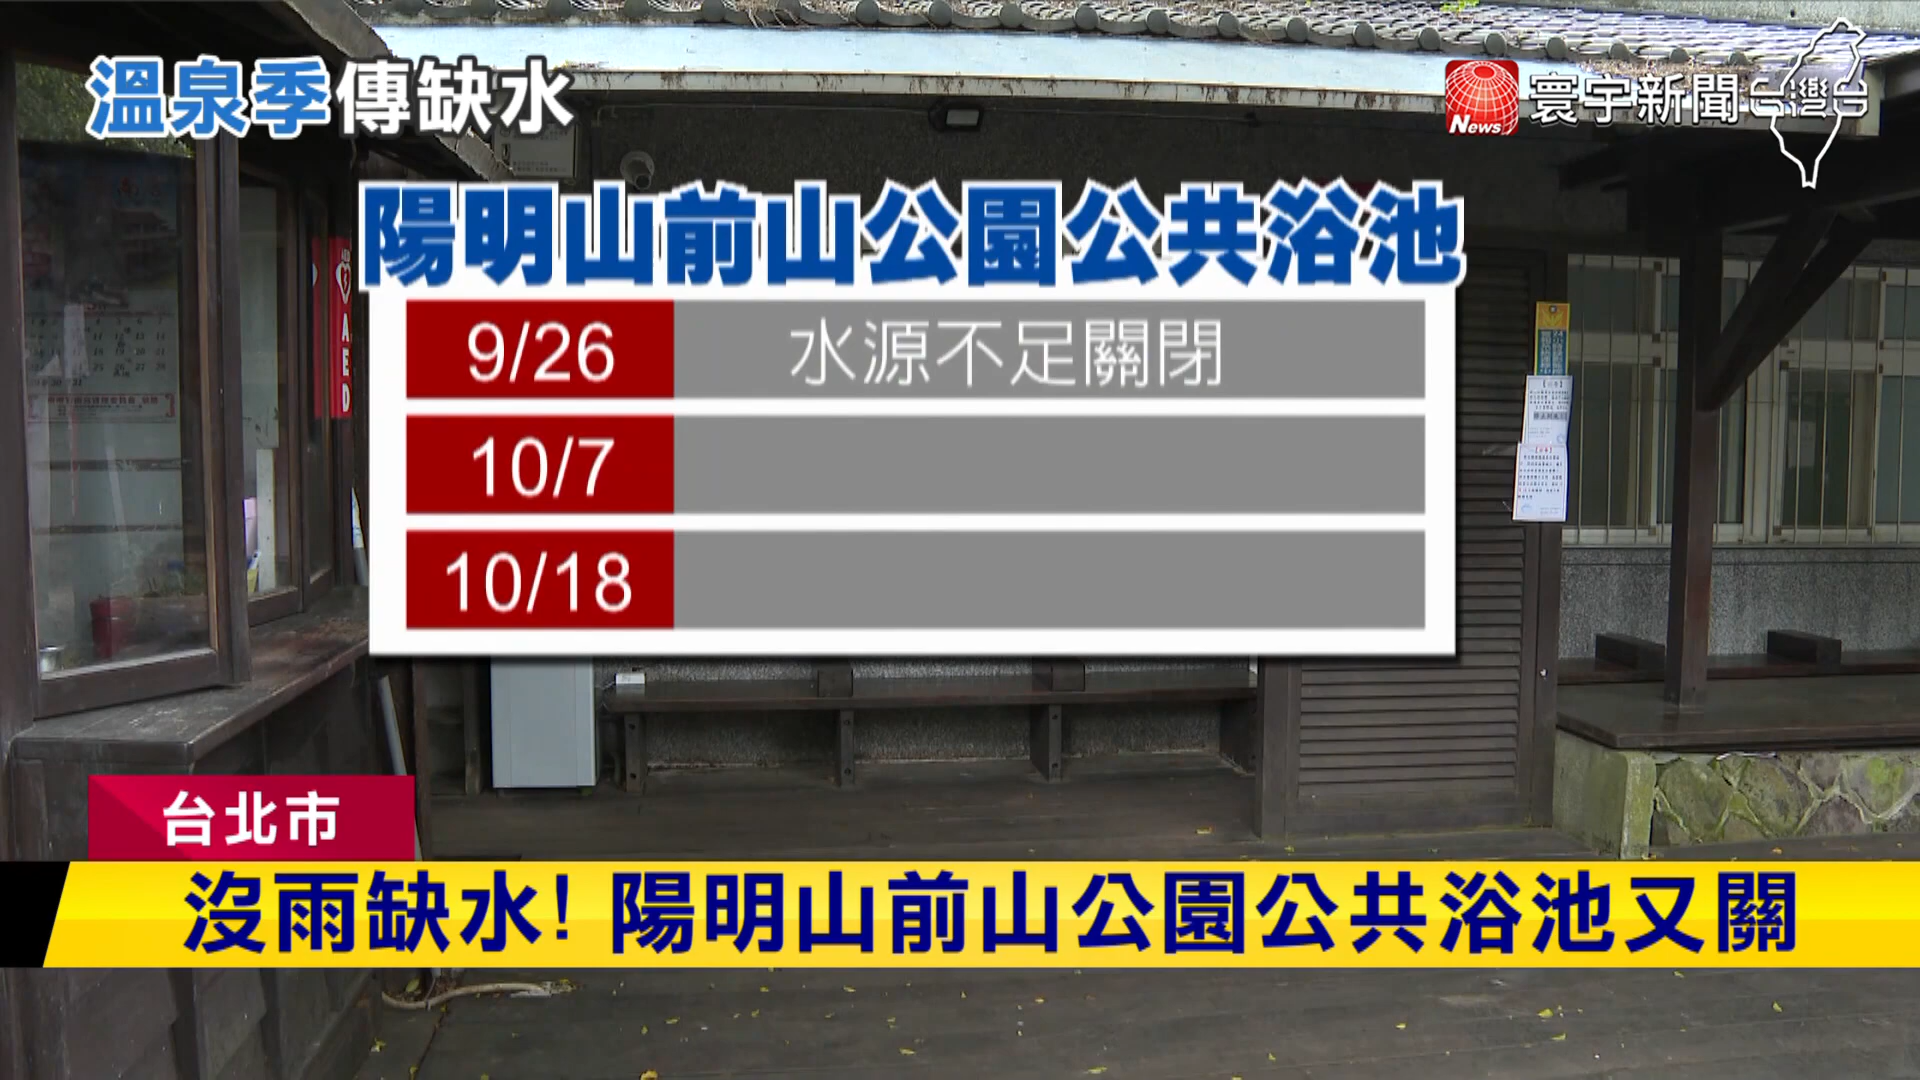 溫泉季傳缺水
News 寰宇新聞 台灣
陽明山前山公園公共浴池
9/26 水源不足關閉
10/7
10/18
AED
台北市
沒雨缺水! 陽明山前山公園公共浴池又關